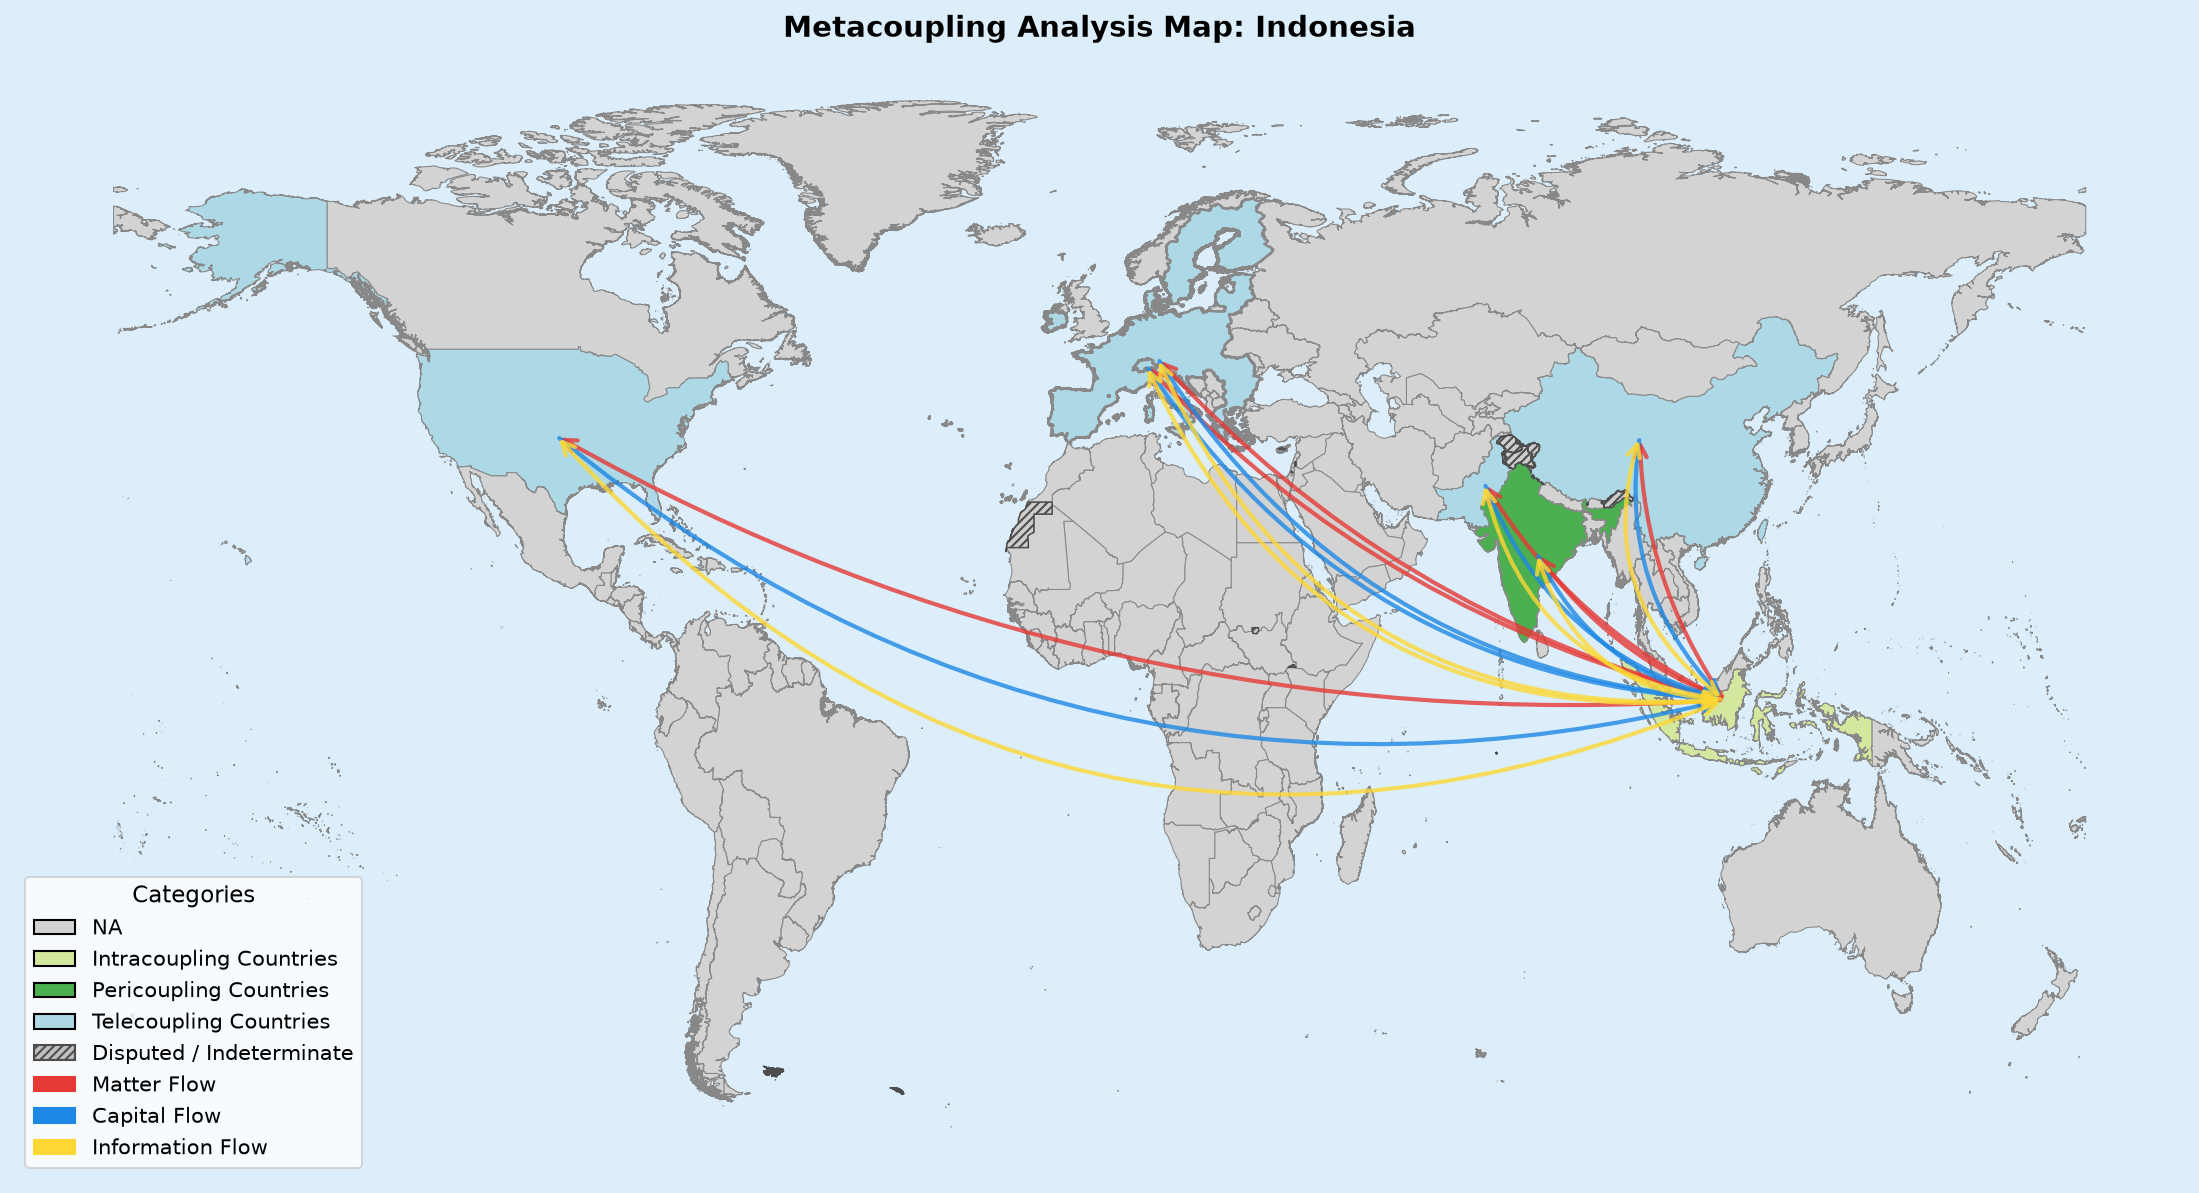 Metacoupling Analysis Map: Indonesia
Categories
NA
Intracoupling Countries
Pericoupling Countries
Telecoupling Countries
Disputed / Indeterminate
Matter Flow
Capital Flow
Information Flow